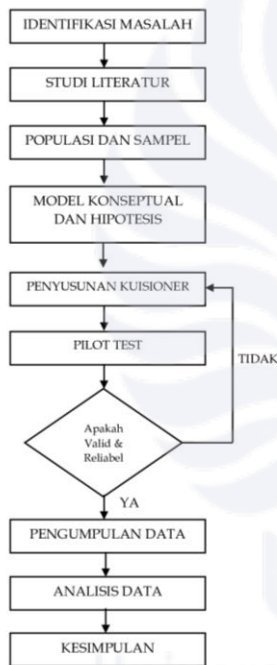 IDENTIFIKASI MASALAH
STUDI LITERATUR
POPULASI DAN SAMPEL
MODEL KONSEPTUAL
DAN HIPOTESIS
PENYUSUNAN KUISIONER
PILOT TEST
TIDAK
Apakah
Valid &
Reliabel
YA
PENGUMPULAN DATA
ANALISIS DATA
KESIMPULAN